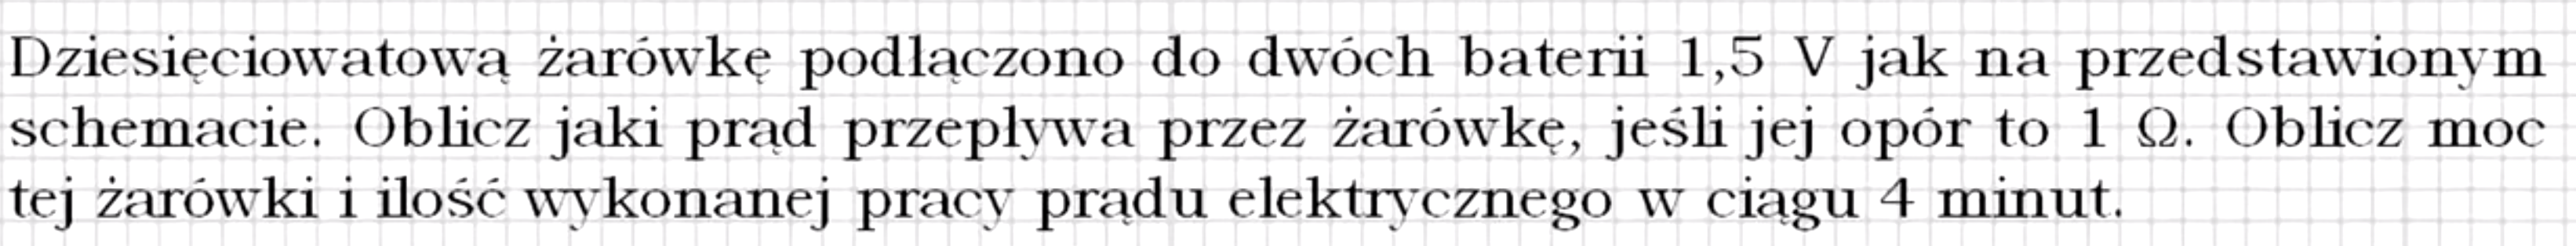 Dziesięciowatową żarówkę podłączono do dwóch baterii 1,5 V jak na przedstawionym
schemacie. Oblicz jaki prąd przepływa przez żarówkę, jeśli jej opór to 1 Ω. Oblicz moc
tej żarówki i ilość wykonanej pracy prądu elektrycznego w ciągu 4 minut.